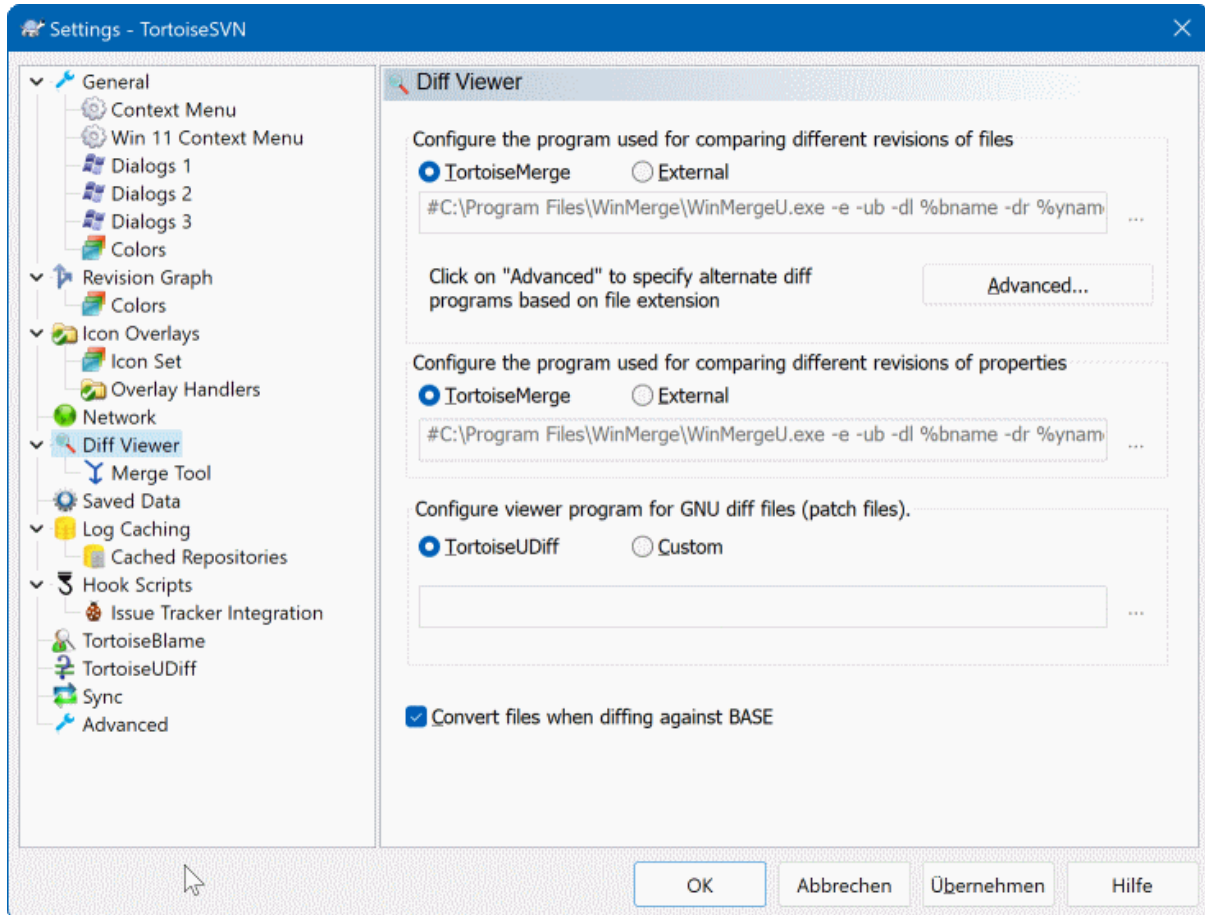 Settings - TortoiseSVN
General
Context Menu
Win 11 Context Menu
Dialogs 1
Dialogs 2
Dialogs 3
Colors
Revision Graph
Colors
Icon Overlays
Icon Set
Overlay Handlers
Network
Diff Viewer
Merge Tool
Saved Data
Log Caching
Cached Repositories
Hook Scripts
Issue Tracker Integration
TortoiseBlame
TortoiseUDiff
Sync
Advanced
Diff Viewer
Configure the program used for comparing different revisions of files
TortoiseMerge External
#C:\Program Files\WinMerge\WinMergeU.exe -e -ub -dl %bname -dr %yname
...
Click on "Advanced" to specify alternate diff
programs based on file extension
Advanced...
Configure the program used for comparing different revisions of properties
TortoiseMerge External
#C:\Program Files\WinMerge\WinMergeU.exe -e -ub -dl %bname -dr %yname
...
Configure viewer program for GNU diff files (patch files).
TortoiseUDiff Custom
...
Convert files when diffing against BASE
OK Abbrechen Übernehmen Hilfe